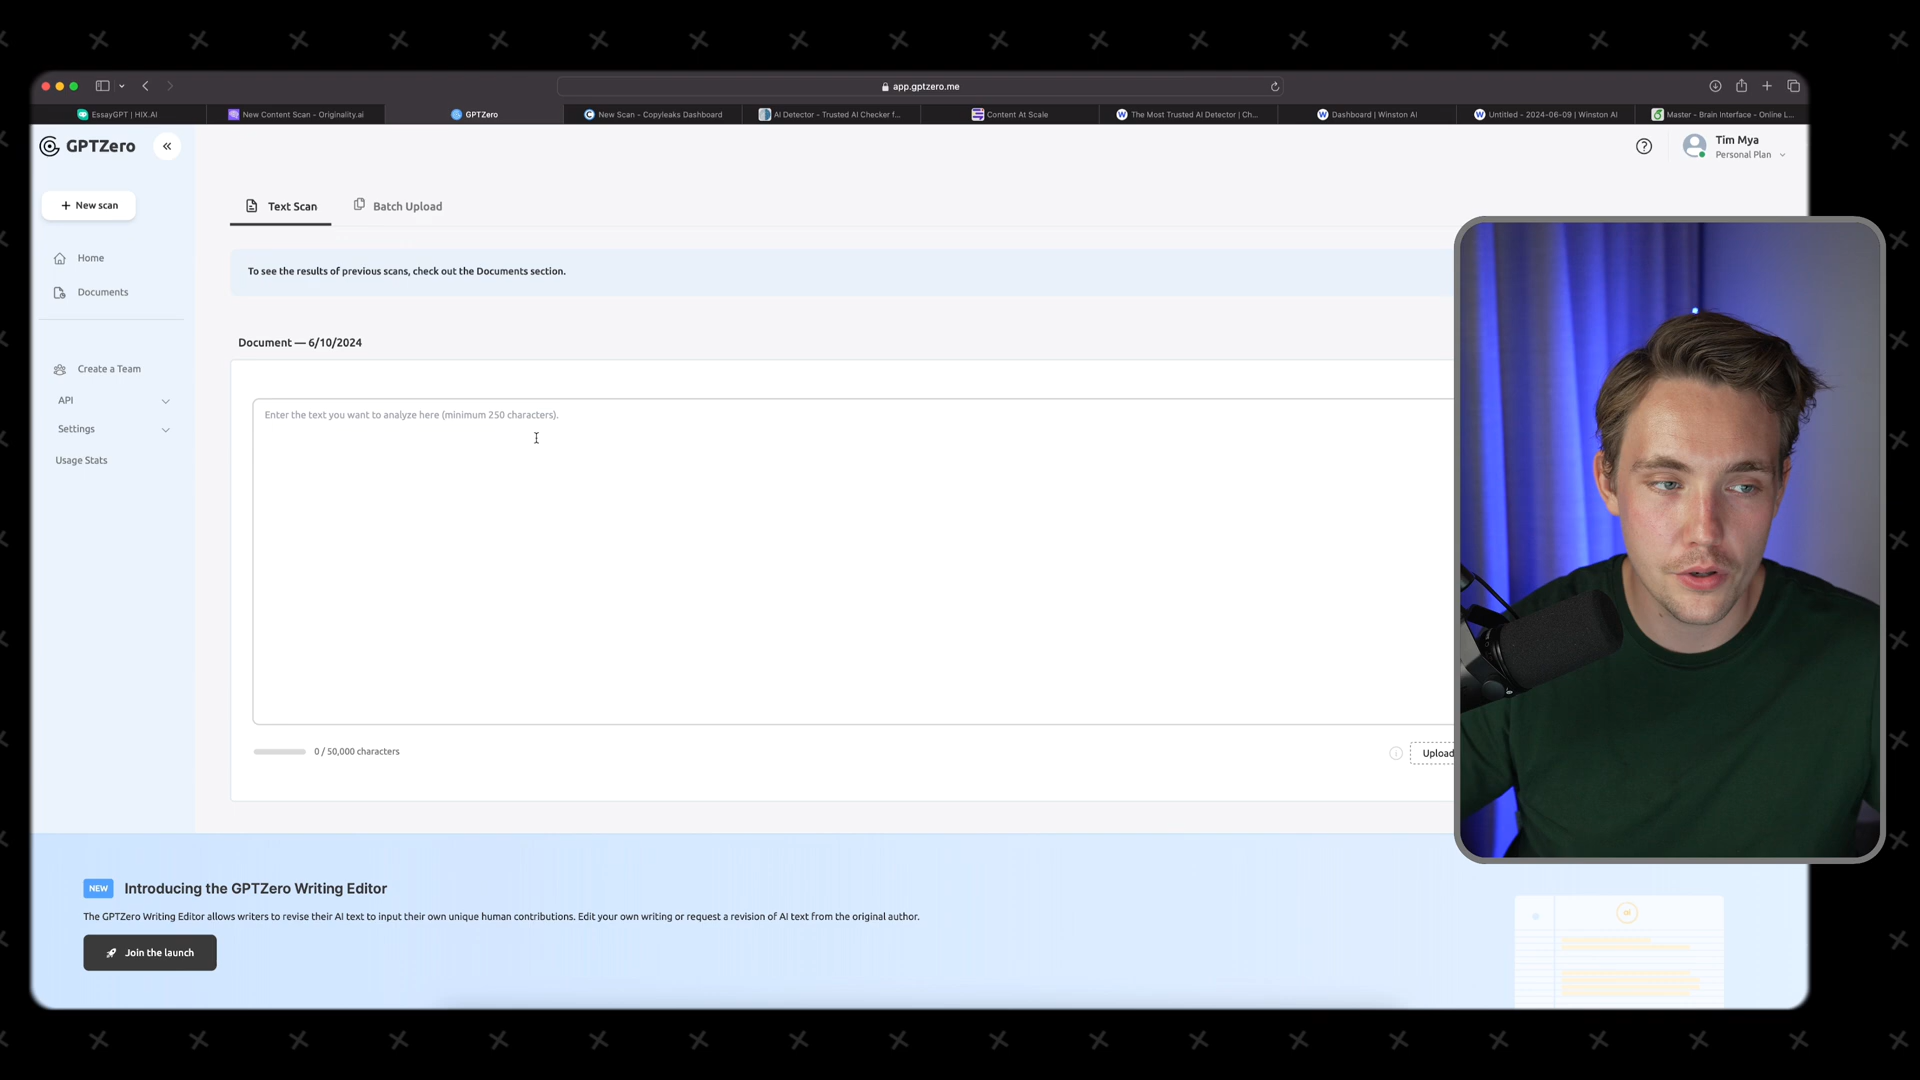 app.gptzero.me
EssayGPT | HIX.AI
New Content Scan - Originality.ai
GPTZero
New Scan - Copyleaks Dashboard
AI Detector - Trusted AI Checker f...
Content At Scale
The Most Trusted AI Detector | Ch...
Dashboard | Winston AI
Untitled - 2024-06-09 | Winston AI
Master - Brain Interface - Online L...
GPTZero
Tim Mya
Personal Plan
+ New scan
Text Scan
Batch Upload
Home
Documents
To see the results of previous scans, check out the Documents section.
Document — 6/10/2024
Create a Team
API
Settings
Usage Stats
Enter the text you want to analyze here (minimum 250 characters).
0 / 50,000 characters
Upload
NEW Introducing the GPTZero Writing Editor
The GPTZero Writing Editor allows writers to revise their AI text to input their own unique human contributions. Edit your own writing or request a revision of AI text from the original author.
Join the launch
ai